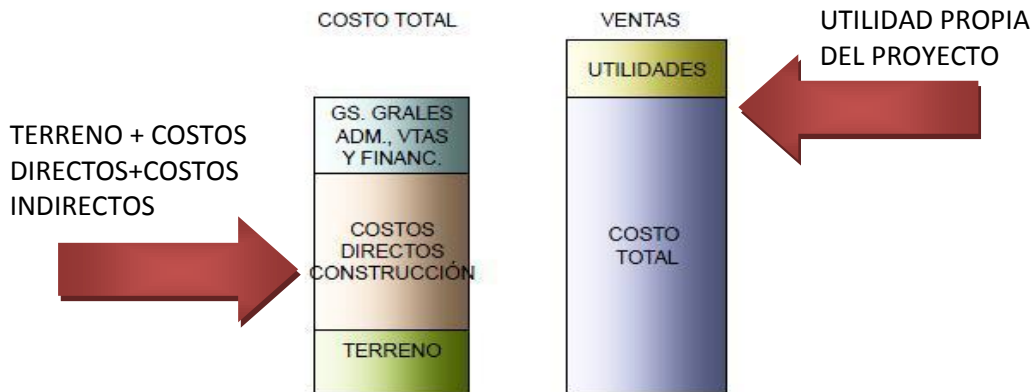 COSTO TOTAL
VENTAS
UTILIDAD PROPIA
DEL PROYECTO
UTILIDADES
GS. GRALES
ADM., VTAS
Y FINANC.
TERRENO + COSTOS
DIRECTOS+COSTOS
INDIRECTOS
COSTOS
DIRECTOS
CONSTRUCCIÓN
COSTO
TOTAL
TERRENO